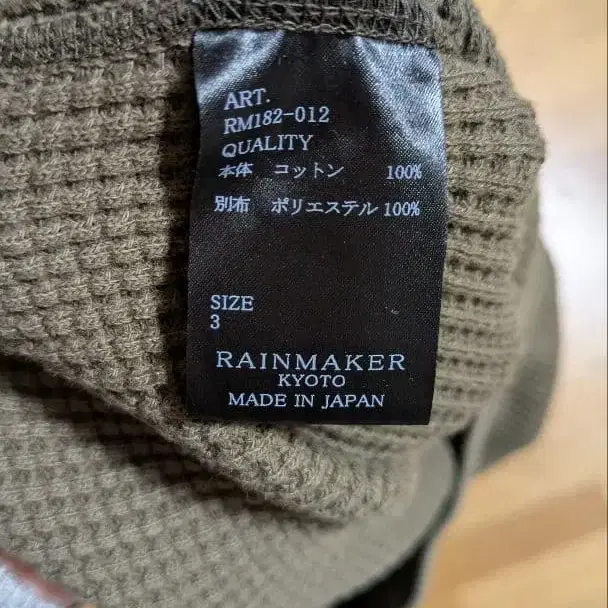 ART.
RM182-012
QUALITY
本体 コットン 100%
別布 ポリエステル 100%
SIZE
3
RAINMAKER
KYOTO
MADE IN JAPAN